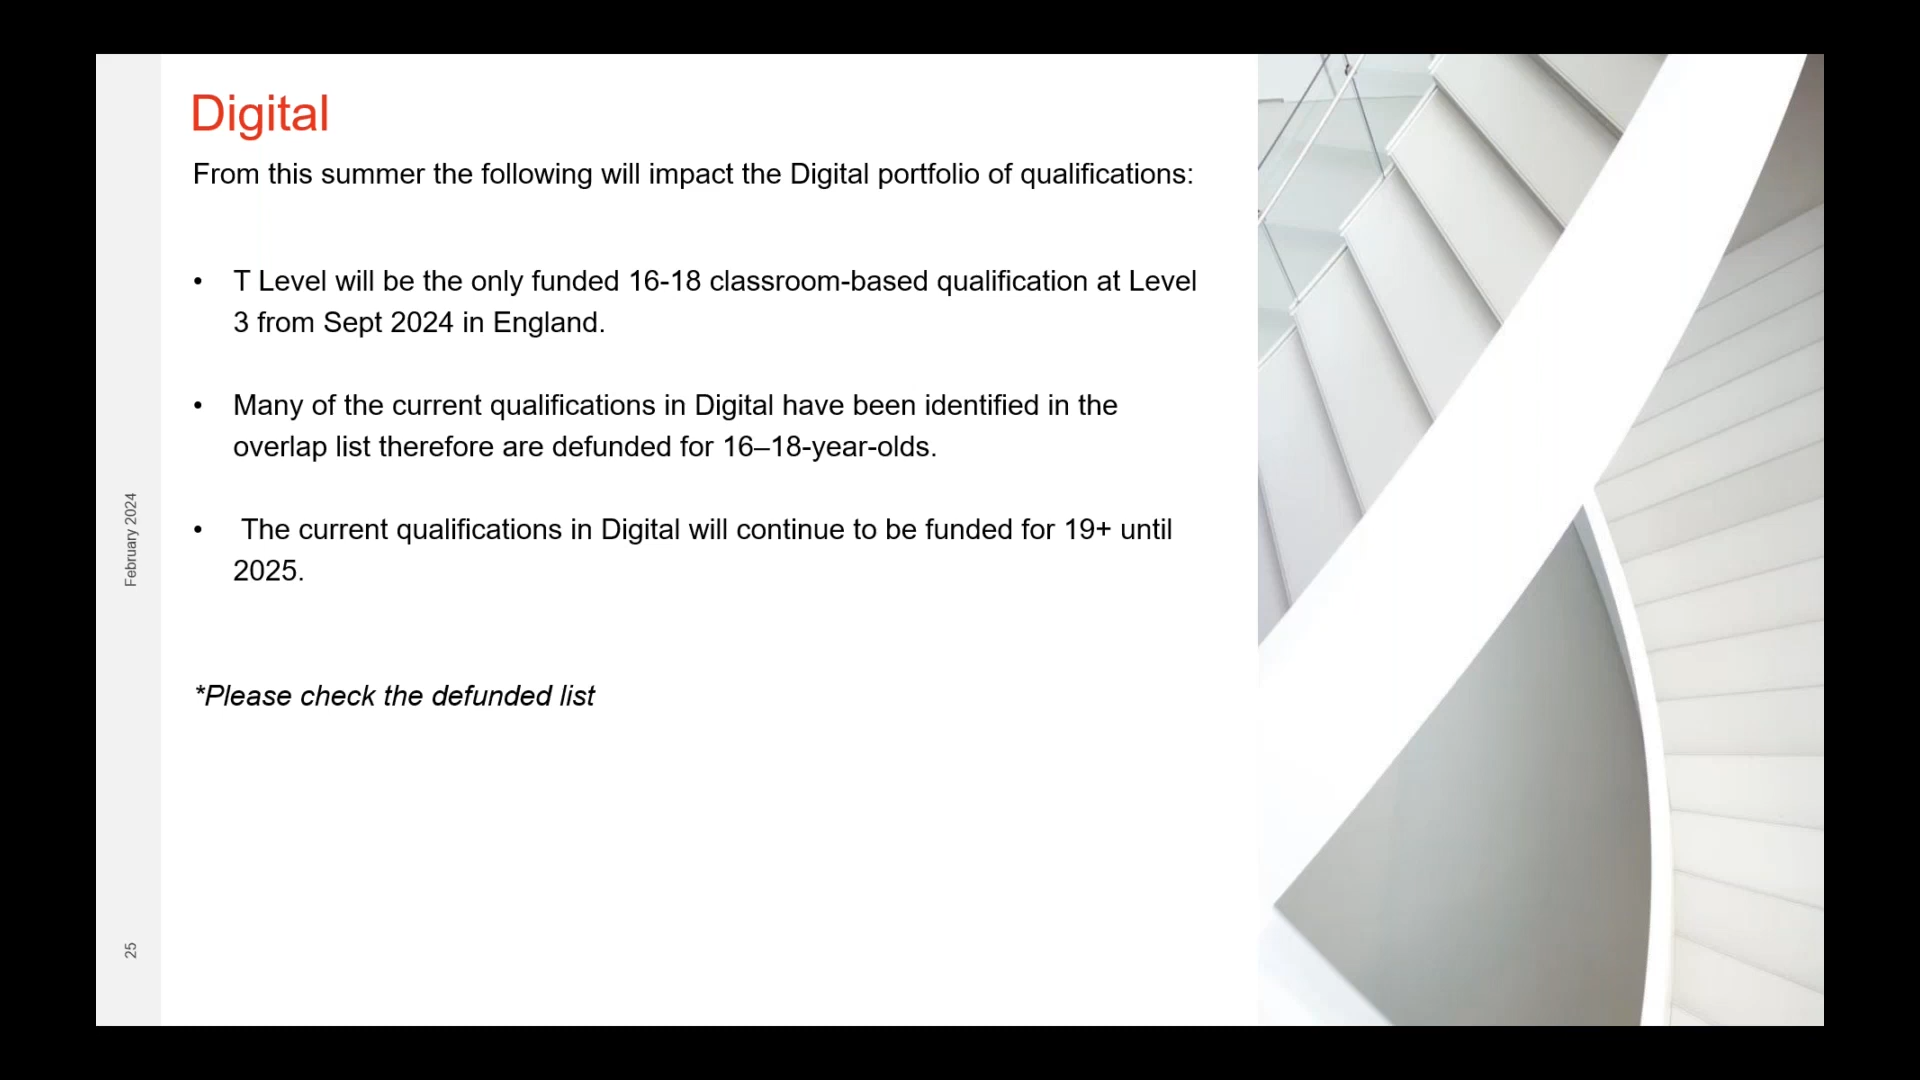 Digital
From this summer the following will impact the Digital portfolio of qualifications:
• T Level will be the only funded 16-18 classroom-based qualification at Level
3 from Sept 2024 in England.
• Many of the current qualifications in Digital have been identified in the
overlap list therefore are defunded for 16–18-year-olds.
• The current qualifications in Digital will continue to be funded for 19+ until
2025.
*Please check the defunded list
February 2024
25